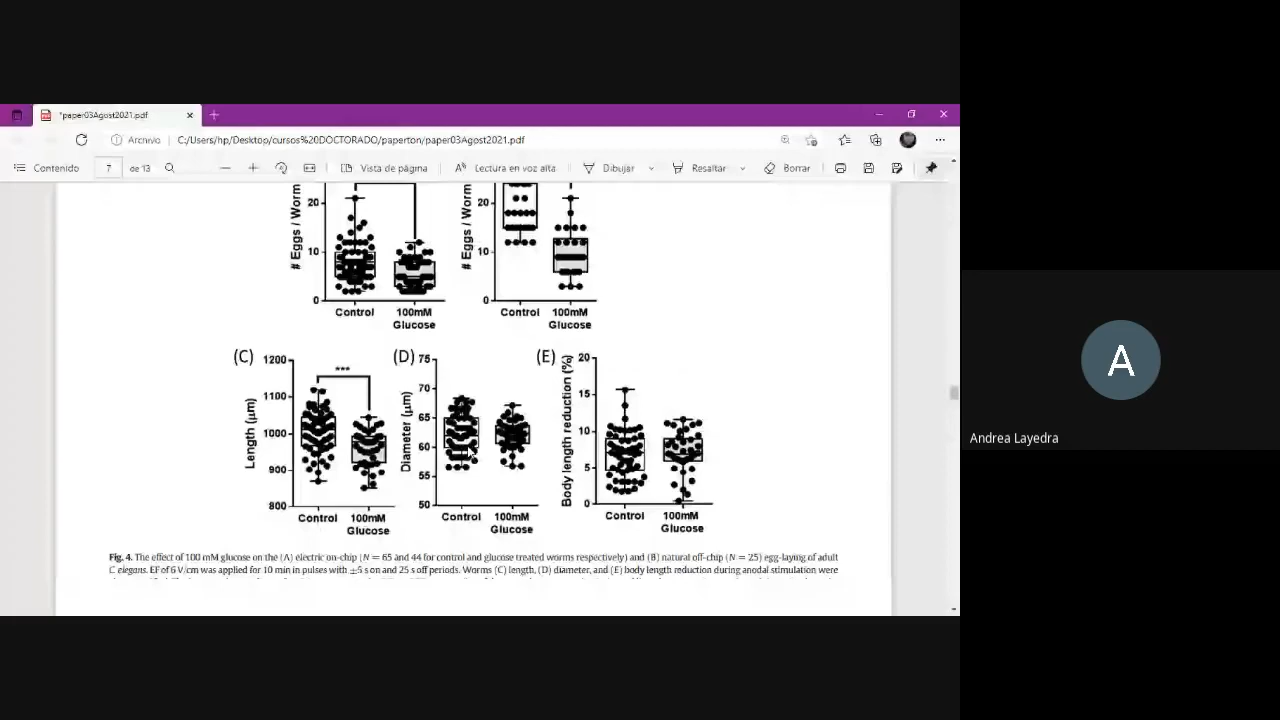 *paper03Agost2021.pdf
Archivo C:/Users/hp/Desktop/cursos%20DOCTORADO/paperton/paper03Agost2021.pdf
Contenido 7 de 13 Vista de página Lectura en voz alta Dibujar Resaltar Borrar
# Eggs / Worm
20
10
0
Control
100mM
Glucose
# Eggs / Worm
20
10
0
Control
100mM
Glucose
(C)
Length (μm)
1200
1100
1000
900
800
***
Control
100mM
Glucose
(D)
Diameter (μm)
75
70
65
60
55
50
Control
100mM
Glucose
(E)
Body length reduction (%)
20
15
10
5
0
Control
100mM
Glucose
Fig. 4. The effect of 100 mM glucose on the (A) electric on-chip (N = 65 and 44 for control and glucose treated worms respectively) and (B) natural off-chip (N = 25) egg-laying of adult
C elegans. EF of 6 V/cm was applied for 10 min in pulses with ±5 s on and 25 s off periods. Worms (C) length, (D) diameter, and (E) body length reduction during anodal stimulation were
A
Andrea Layedra